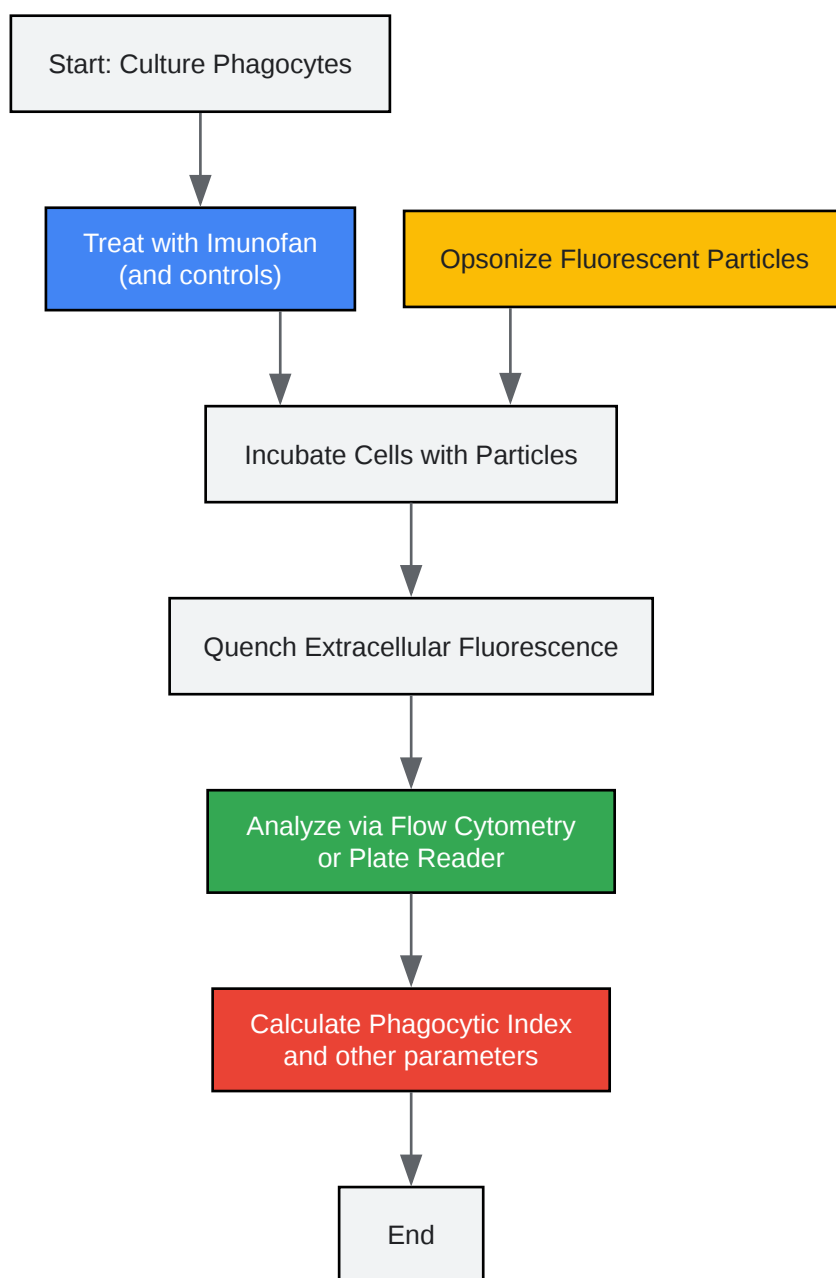 Start: Culture Phagocytes
Treat with Imunofan
(and controls)
Opsonize Fluorescent Particles
Incubate Cells with Particles
Quench Extracellular Fluorescence
Analyze via Flow Cytometry
or Plate Reader
Calculate Phagocytic Index
and other parameters
End